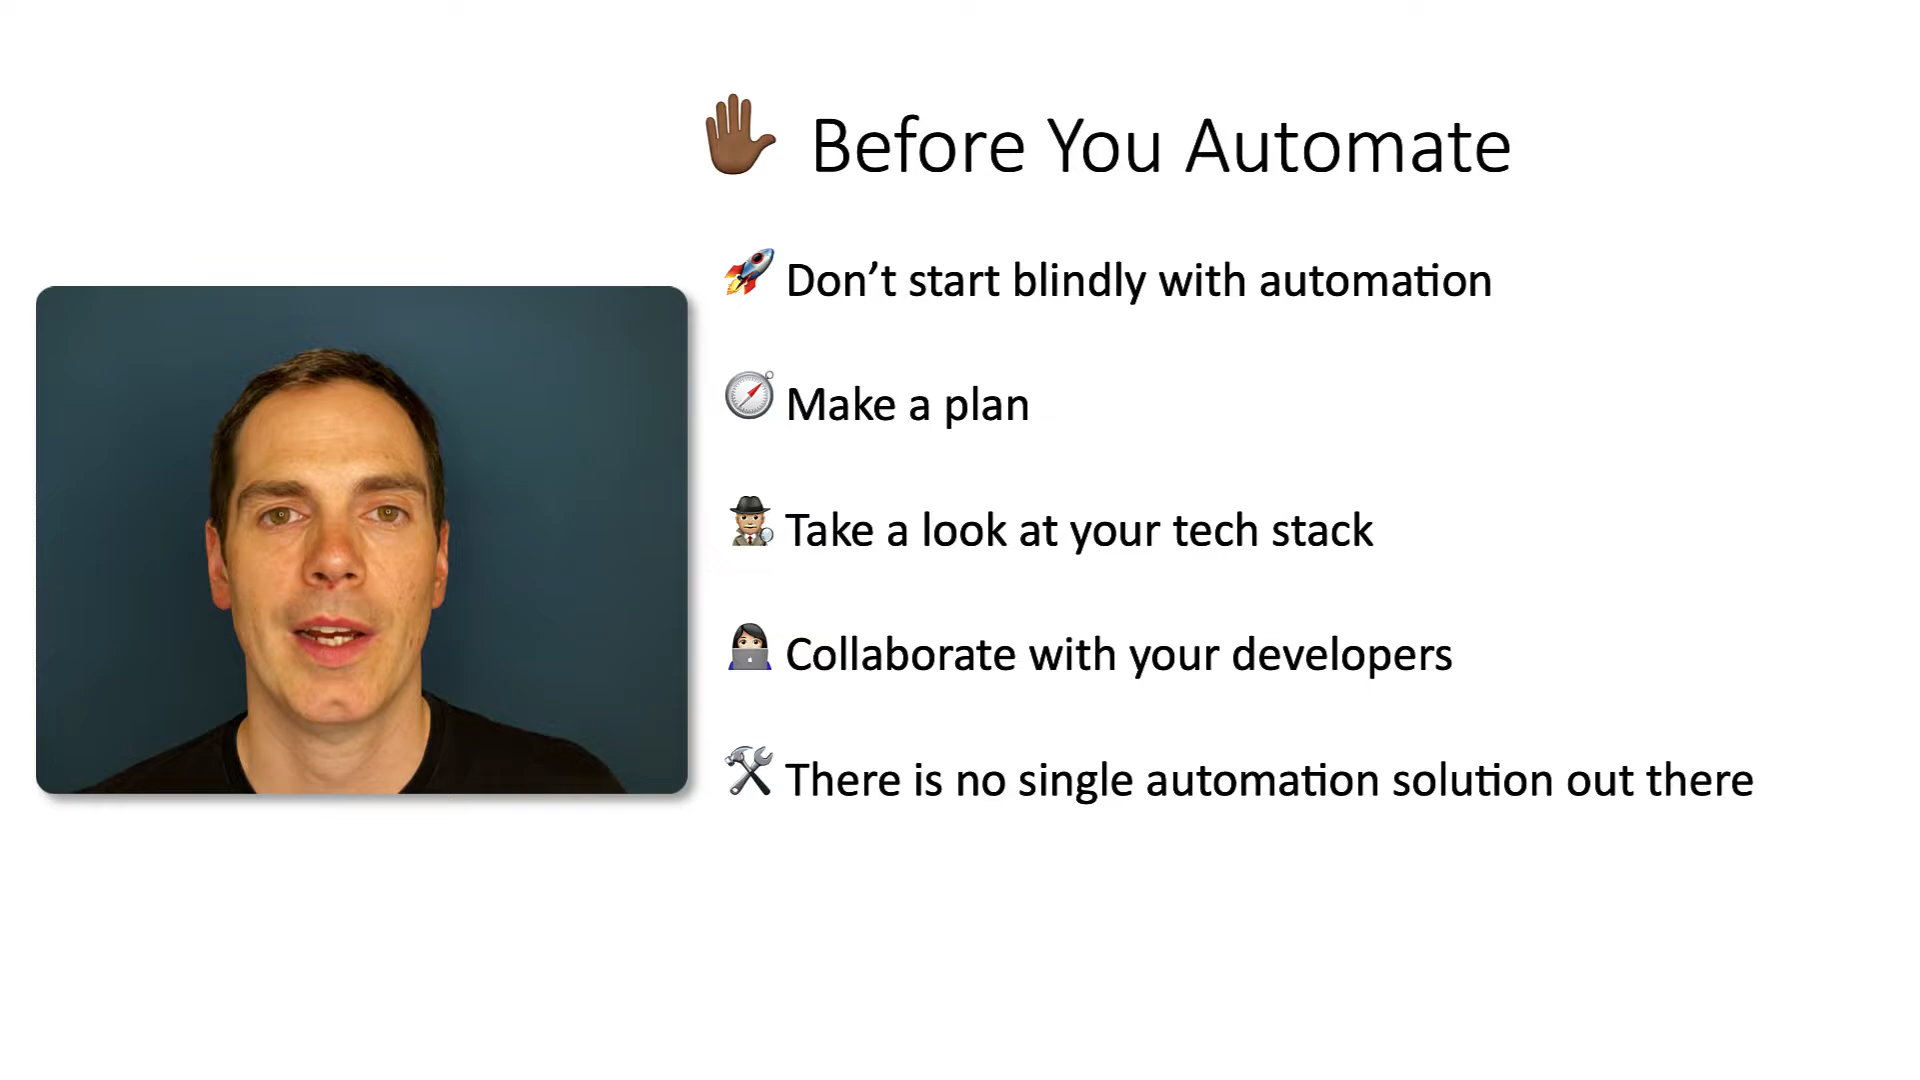 Before You Automate
Don’t start blindly with automation
Make a plan
Take a look at your tech stack
Collaborate with your developers
There is no single automation solution out there